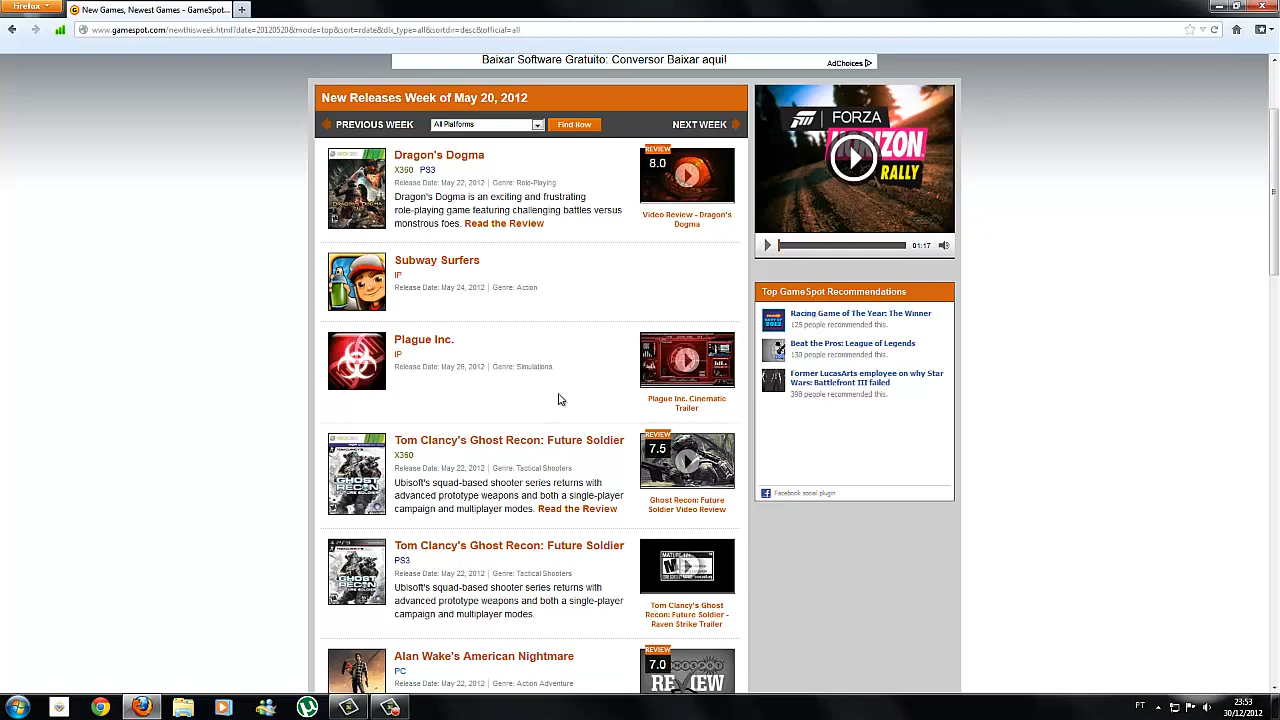 Firefox
New Games, Newest Games - GameSpot...
www.gamespot.com/newthisweek.html?date=20120520&mode=top&sort=rdate&dlx_type=all&sortdir=desc&official=all
Baixar Software Gratuito: Conversor Baixar aqui!
AdChoices
New Releases Week of May 20, 2012
PREVIOUS WEEK
All Platforms
Find Now
NEXT WEEK
Dragon's Dogma
X360 PS3
Release Date: May 22, 2012 | Genre: Role-Playing
Dragon's Dogma is an exciting and frustrating
role-playing game featuring challenging battles versus
monstrous foes. Read the Review
REVIEW
8.0
Video Review - Dragon's
Dogma
Subway Surfers
IP
Release Date: May 24, 2012 | Genre: Action
Plague Inc.
IP
Release Date: May 26, 2012 | Genre: Simulations
Plague Inc. Cinematic
Trailer
Tom Clancy's Ghost Recon: Future Soldier
X360
Release Date: May 22, 2012 | Genre: Tactical Shooters
Ubisoft's squad-based shooter series returns with
advanced prototype weapons and both a single-player
campaign and multiplayer modes. Read the Review
REVIEW
7.5
Ghost Recon: Future
Soldier Video Review
Tom Clancy's Ghost Recon: Future Soldier
PS3
Release Date: May 22, 2012 | Genre: Tactical Shooters
Ubisoft's squad-based shooter series returns with
advanced prototype weapons and both a single-player
campaign and multiplayer modes.
Tom Clancy's Ghost
Recon: Future Soldier -
Raven Strike Trailer
Alan Wake's American Nightmare
PC
Release Date: May 22, 2012 | Genre: Action Adventure
REVIEW
7.0
GAMESPOT
FORZA
HORIZON
RALLY
01:17
Top GameSpot Recommendations
Racing Game of The Year: The Winner
125 people recommended this.
Beat the Pros: League of Legends
130 people recommended this.
Former LucasArts employee on why Star
Wars: Battlefront III failed
398 people recommended this.
Facebook social plugin
PT
23:53
30/12/2012